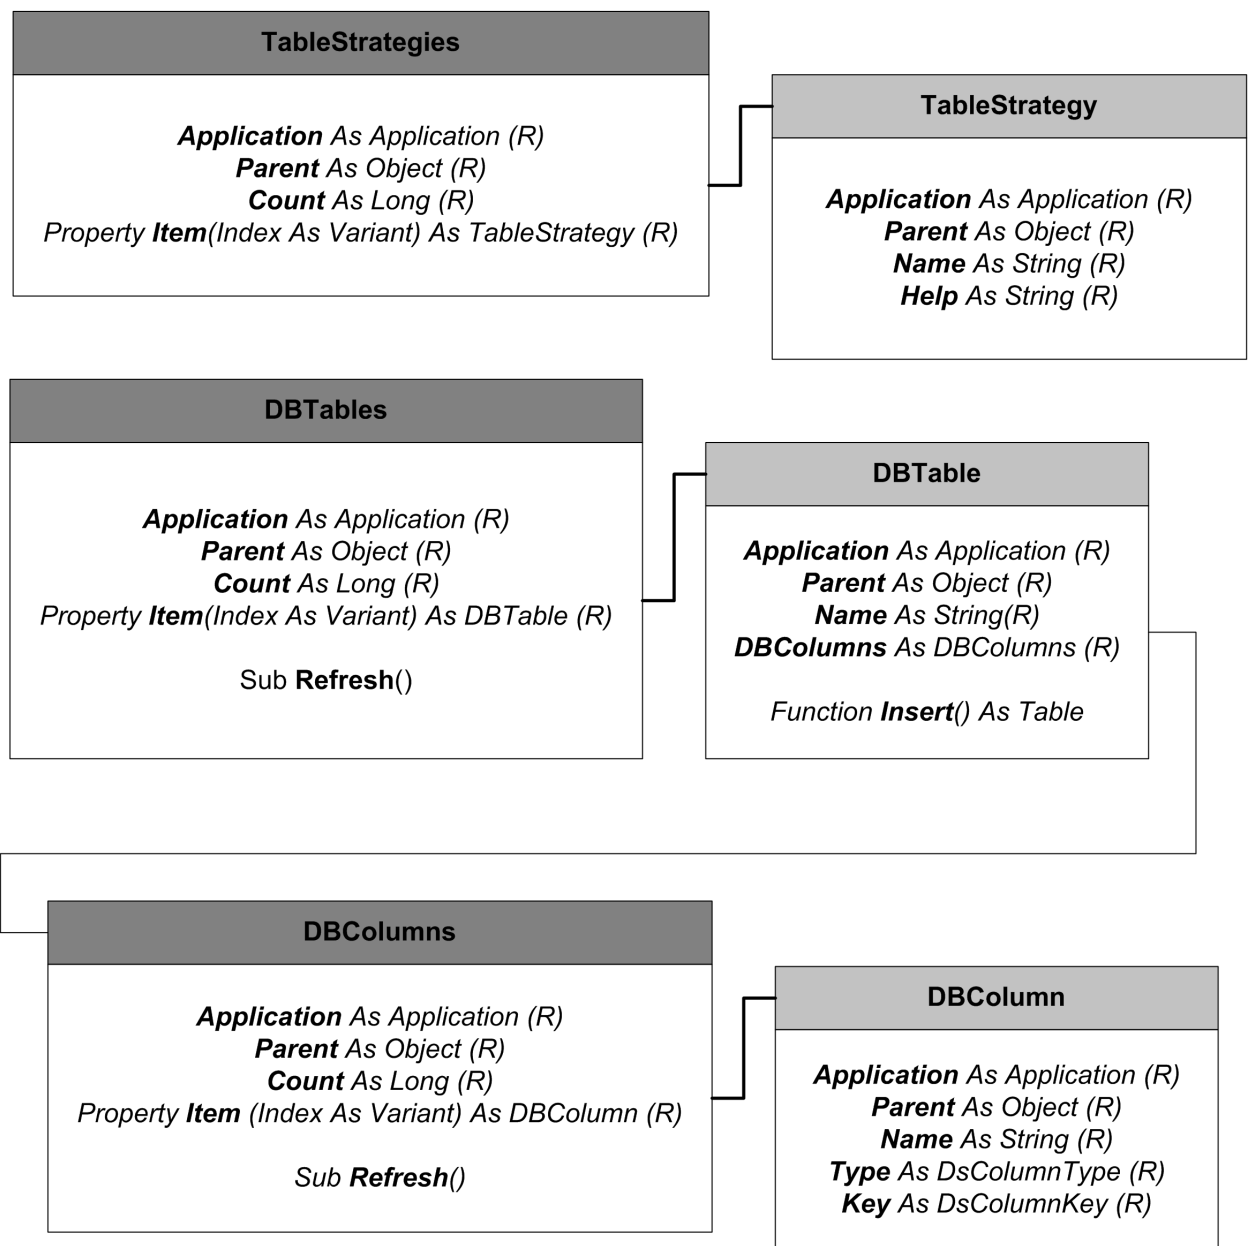 TableStrategies
Application As Application (R)
Parent As Object (R)
Count As Long (R)
Property Item(Index As Variant) As TableStrategy (R)
TableStrategy
Application As Application (R)
Parent As Object (R)
Name As String (R)
Help As String (R)
DBTables
Application As Application (R)
Parent As Object (R)
Count As Long (R)
Property Item(Index As Variant) As DBTable (R)
Sub Refresh()
DBTable
Application As Application (R)
Parent As Object (R)
Name As String(R)
DBColumns As DBColumns (R)
Function Insert() As Table
DBColumns
Application As Application (R)
Parent As Object (R)
Count As Long (R)
Property Item (Index As Variant) As DBColumn (R)
Sub Refresh()
DBColumn
Application As Application (R)
Parent As Object (R)
Name As String (R)
Type As DsColumnType (R)
Key As DsColumnKey (R)